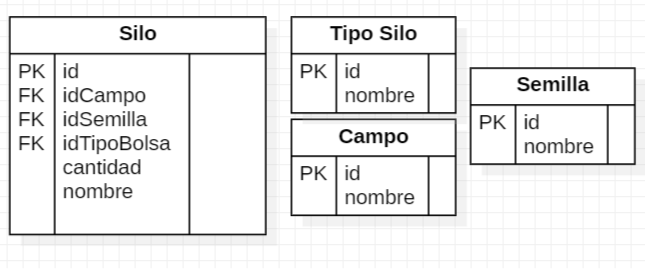 Silo
PK id
FK idCampo
FK idSemilla
FK idTipoBolsa
cantidad
nombre
Tipo Silo
PK id
nombre
Campo
PK id
nombre
Semilla
PK id
nombre